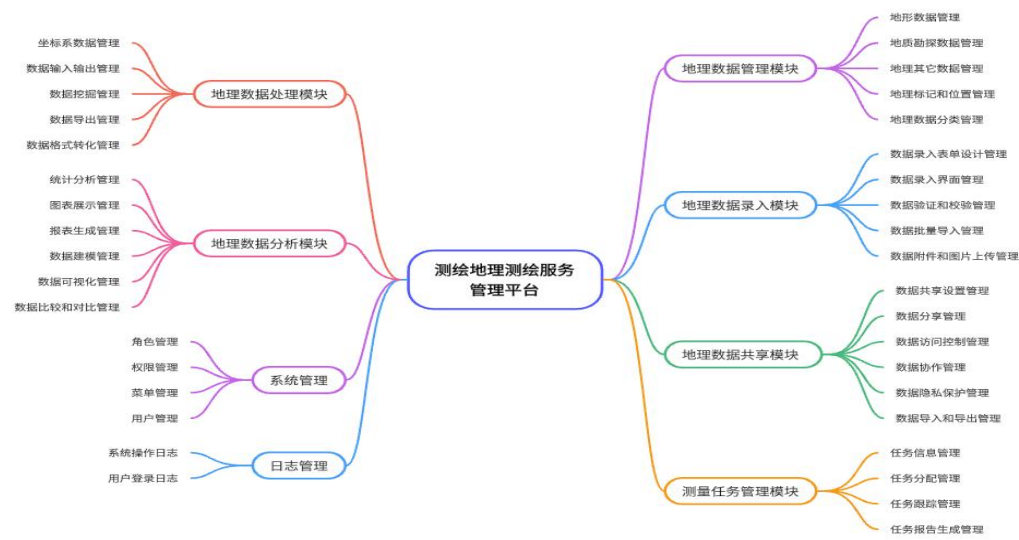 测绘地理测绘服务
管理平台
地理数据处理模块
坐标系数据管理
数据输入输出管理
数据挖掘管理
数据导出管理
数据格式转化管理
地理数据分析模块
统计分析管理
图表展示管理
报表生成管理
数据建模管理
数据可视化管理
数据比较和对比管理
系统管理
角色管理
权限管理
菜单管理
用户管理
日志管理
系统操作日志
用户登录日志
地理数据管理模块
地形数据管理
地质勘探数据管理
地理其它数据管理
地理标记和位置管理
地理数据分类管理
地理数据录入模块
数据录入表单设计管理
数据录入界面管理
数据验证和校验管理
数据批量导入管理
数据附件和图片上传管理
地理数据共享模块
数据共享设置管理
数据分享管理
数据访问控制管理
数据协作管理
数据隐私保护管理
数据导入和导出管理
测量任务管理模块
任务信息管理
任务分配管理
任务跟踪管理
任务报告生成管理